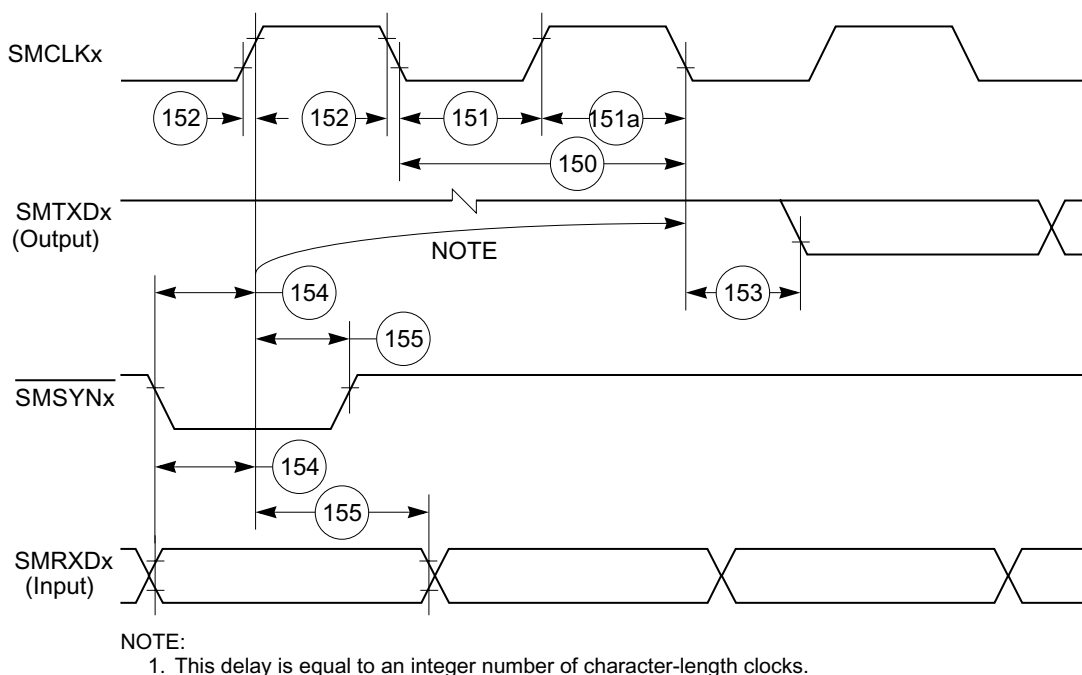 SMCLKx
152
152
151
151a
150
SMTXDx
(Output)
NOTE
154
153
155
SMSYNx
154
155
SMRXDx
(Input)
NOTE:
1. This delay is equal to an integer number of character-length clocks.